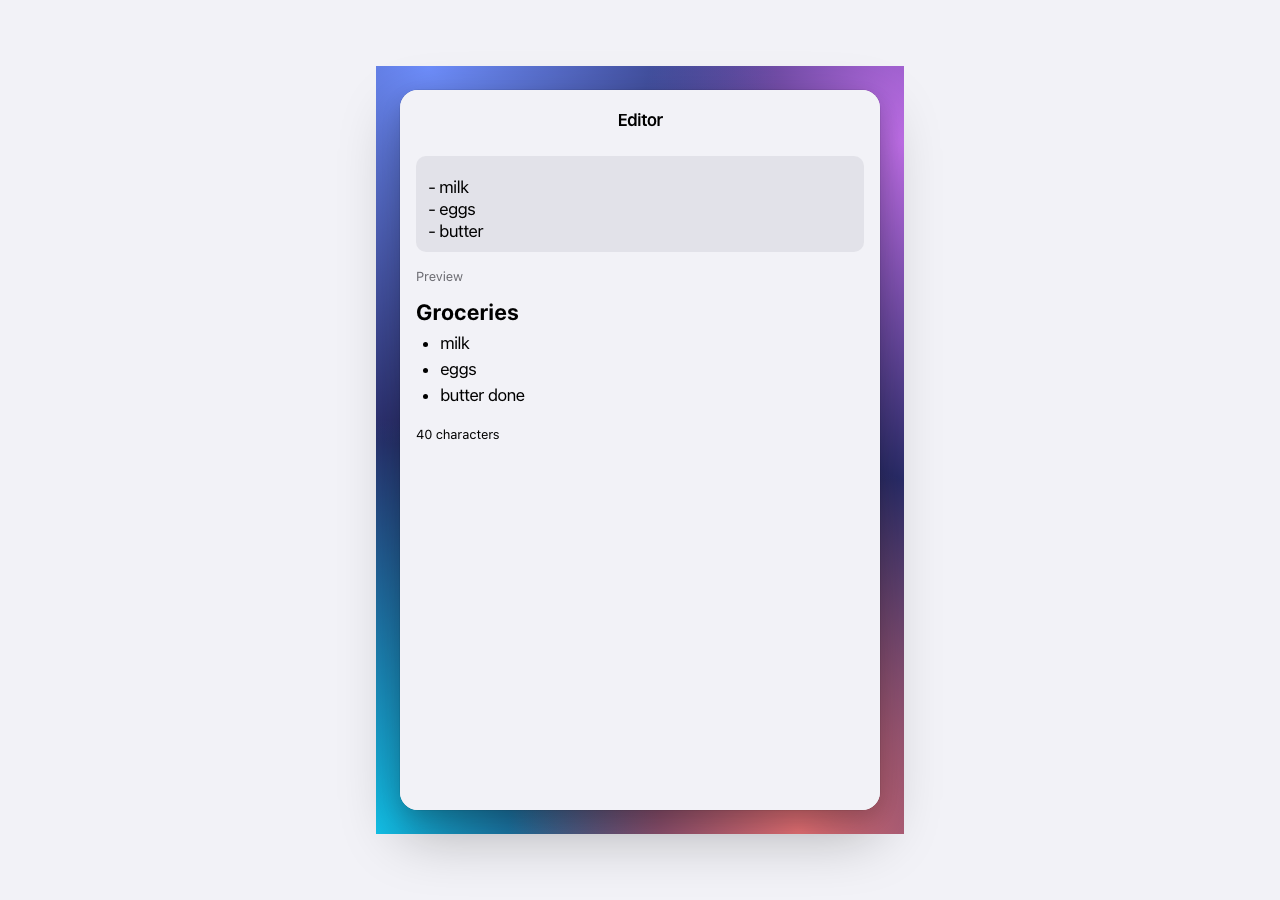 Editor
- milk
- eggs
- butter
Preview
Groceries
• milk
• eggs
• butter done
40 characters